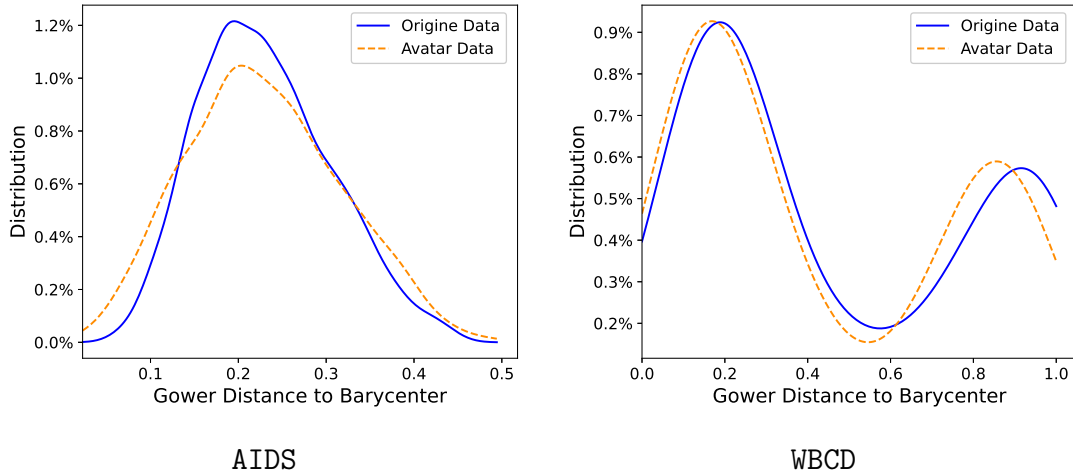 Origine Data
Avatar Data
1.2%
1.0%
0.8%
0.6%
0.4%
0.2%
0.0%
Distribution
0.1 0.2 0.3 0.4 0.5
Gower Distance to Barycenter
AIDS
Origine Data
Avatar Data
0.9%
0.8%
0.6%
0.5%
0.4%
0.3%
0.2%
Distribution
0.0 0.2 0.4 0.6 0.8 1.0
Gower Distance to Barycenter
WBCD